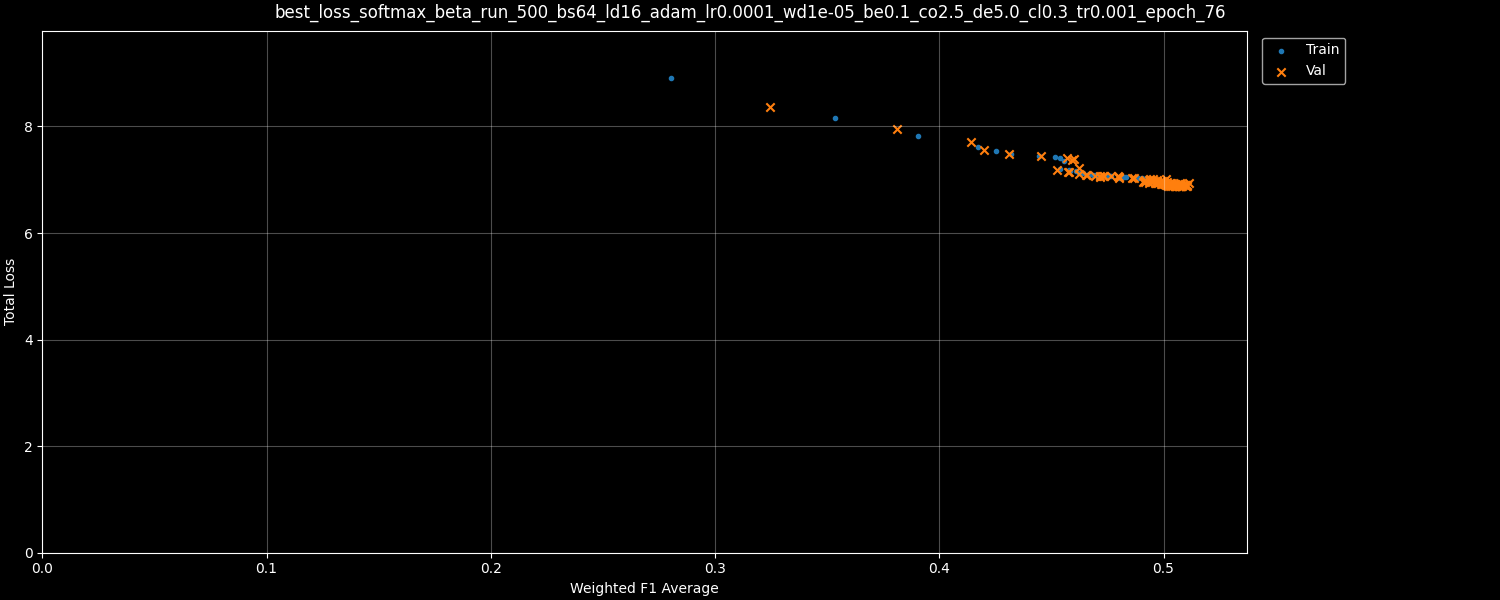 best_loss_softmax_beta_run_500_bs64_ld16_adam_lr0.0001_wd1e-05_be0.1_co2.5_de5.0_cl0.3_tr0.001_epoch_76
Train
Val
8
6
4
2
0
Total Loss
0.0 0.1 0.2 0.3 0.4 0.5
Weighted F1 Average